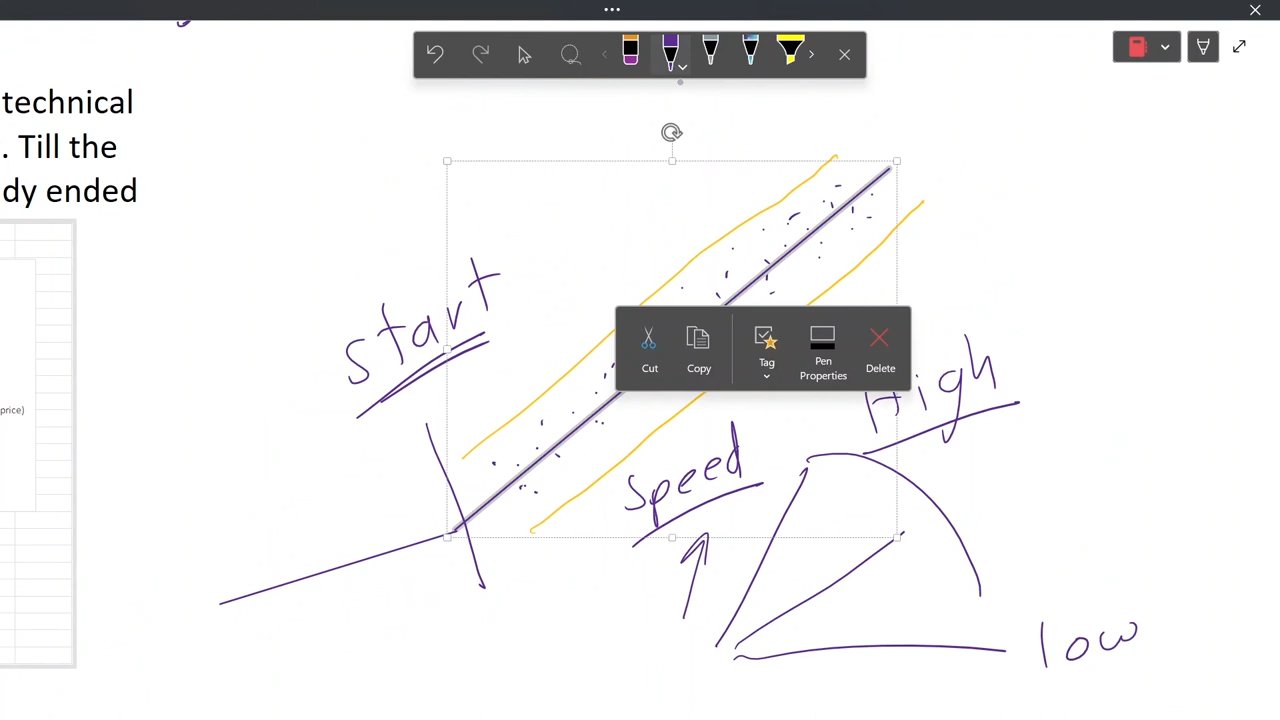 technical
. Till the
dy ended
price)
start
Cut
Copy
Tag
Pen
Properties
Delete
High
Speed
low